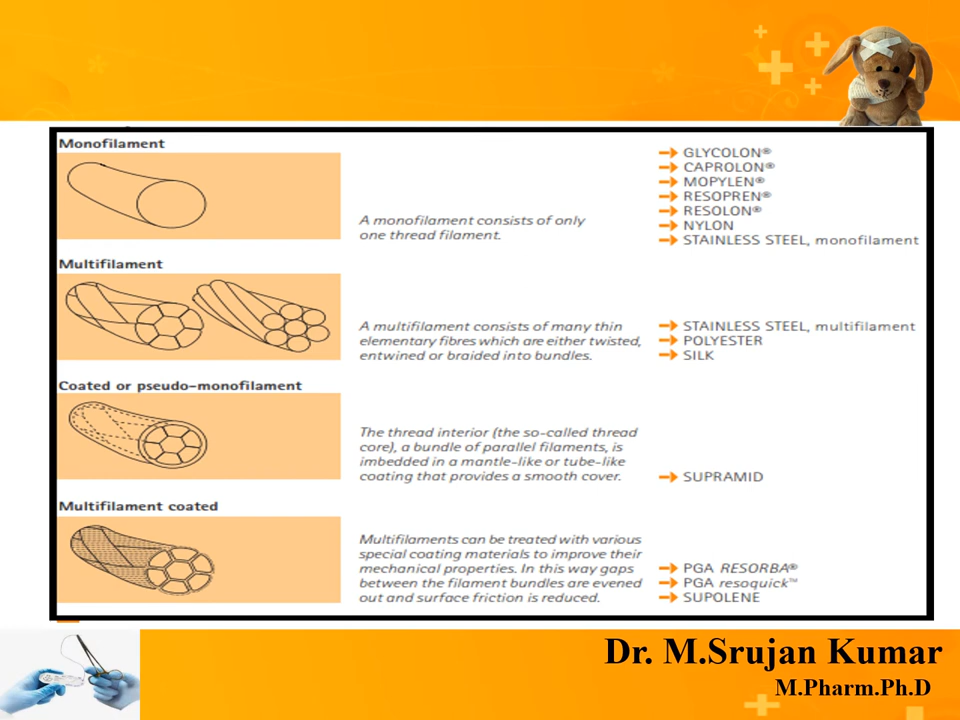 Monofilament
A monofilament consists of only
one thread filament.
GLYCOLON®
CAPROLON®
MOPYLEN®
RESOPREN®
RESOLON®
NYLON
STAINLESS STEEL, monofilament
Multifilament
A multifilament consists of many thin
elementary fibres which are either twisted,
entwined or braided into bundles.
STAINLESS STEEL, multifilament
POLYESTER
SILK
Coated or pseudo-monofilament
The thread interior (the so-called thread
core), a bundle of parallel filaments, is
imbedded in a mantle-like or tube-like
coating that provides a smooth cover.
SUPRAMID
Multifilament coated
Multifilaments can be treated with various
special coating materials to improve their
mechanical properties. In this way gaps
between the filament bundles are evened
out and surface friction is reduced.
PGA RESORBA®
PGA resoquick™
SUPOLENE
Dr. M.Srujan Kumar
M.Pharm.Ph.D